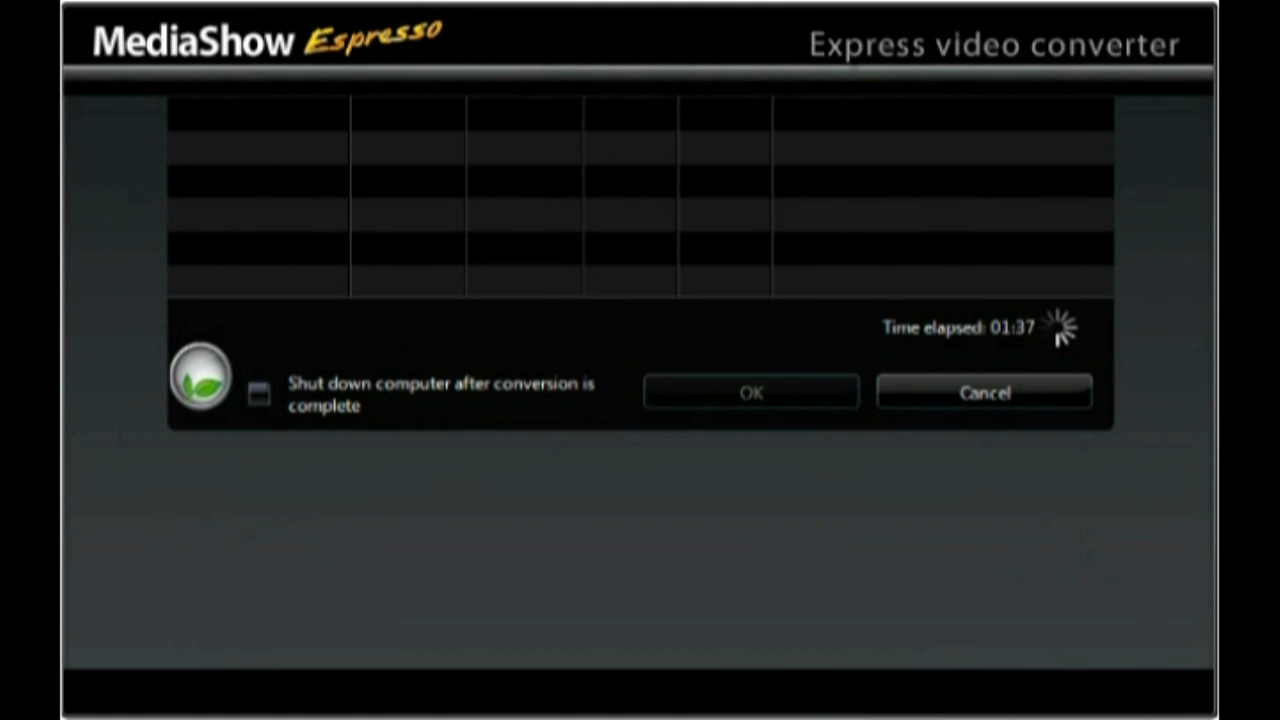 MediaShow Espresso
Express video converter
Time elapsed: 01:37
Shut down computer after conversion is
complete
OK
Cancel